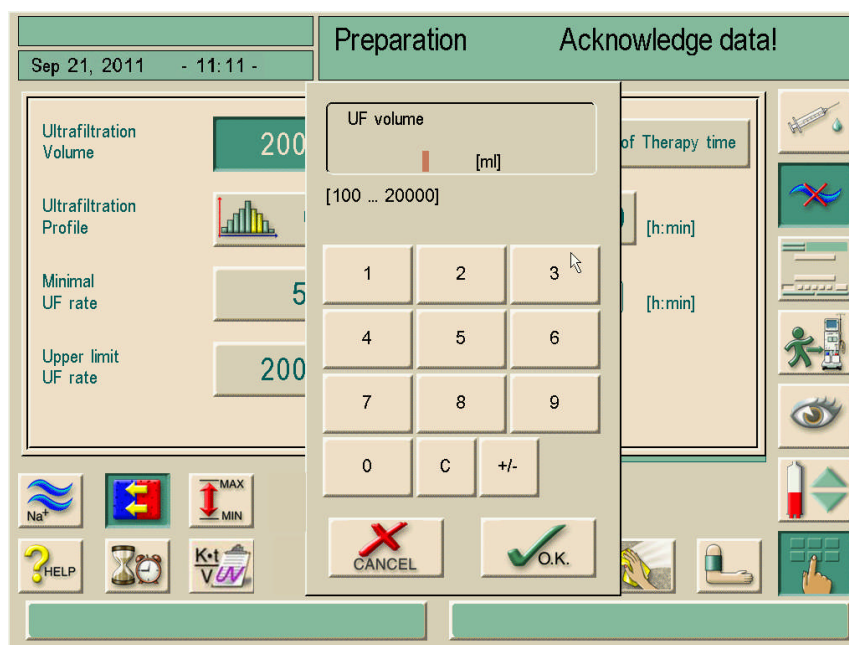 Preparation
Acknowledge data!
Sep 21, 2011 - 11:11 -
Ultrafiltration
Volume
200
of Therapy time
UF volume
[ml]
[100 ... 20000]
Ultrafiltration
Profile
[h:min]
Minimal
UF rate
5
[h:min]
Upper limit
UF rate
200
1 2 3
4 5 6
7 8 9
0 C +/-
CANCEL
O.K.
Na+
MAX
MIN
HELP
K•t
V